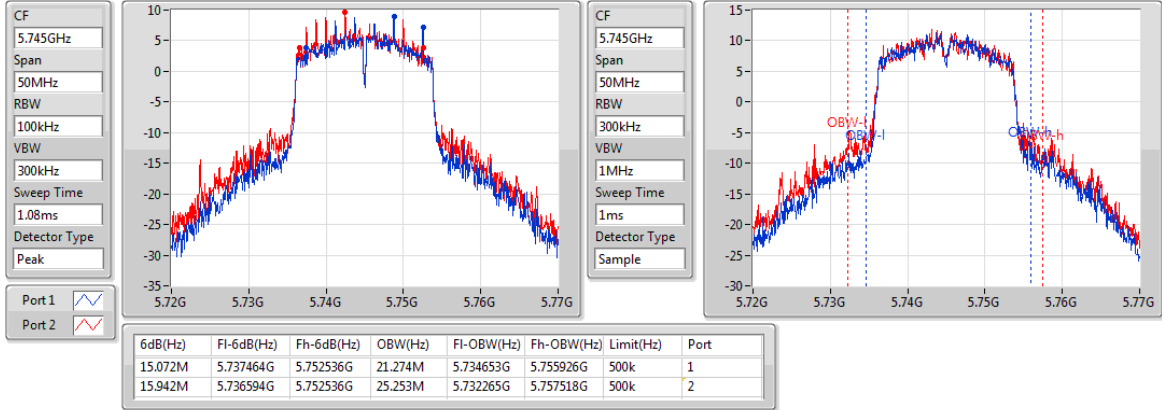 CF
5.745GHz
Span
50MHz
RBW
100kHz
VBW
300kHz
Sweep Time
1.08ms
Detector Type
Peak
Port 1
Port 2
10
5
0
-5
-10
-15
-20
-25
-30
-35
5.72G 5.73G 5.74G 5.75G 5.76G 5.77G
CF
5.745GHz
Span
50MHz
RBW
300kHz
VBW
1MHz
Sweep Time
1ms
Detector Type
Sample
15
10
5
0
-5
-10
-15
-20
-25
-30
OBW-l
OBW-l
OBW-h
OBW-h
5.72G 5.73G 5.74G 5.75G 5.76G 5.77G
6dB(Hz) Fl-6dB(Hz) Fh-6dB(Hz) OBW(Hz) Fl-OBW(Hz) Fh-OBW(Hz) Limit(Hz) Port
15.072M 5.737464G 5.752536G 21.274M 5.734653G 5.755926G 500k 1
15.942M 5.736594G 5.752536G 25.253M 5.732265G 5.757518G 500k 2